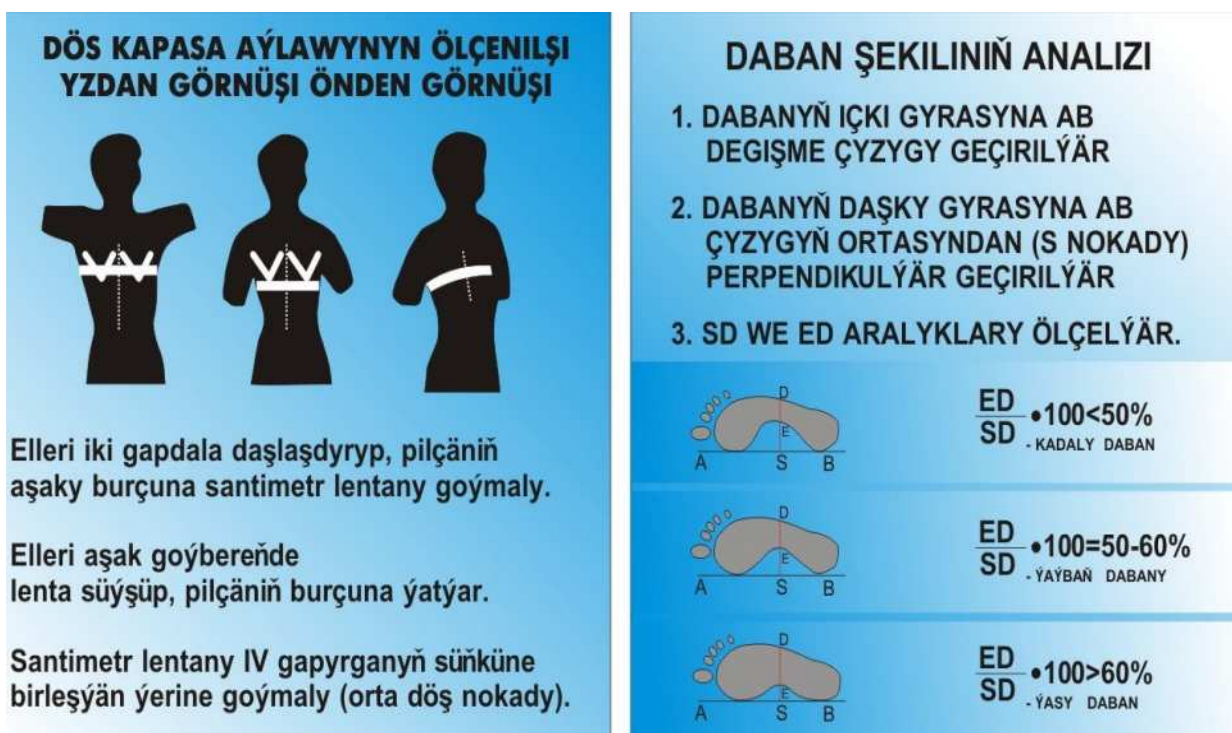 DÖS KAPASA AÝLAWYNYN ÖLÇENILŞI
YZDAN GÖRNÜŞI ÖNDEN GÖRNÜŞI
Elleri iki gapdala daşlaşdyryp, pilçäniň
aşaky burçuna santimetr lentany goýmaly.
Elleri aşak goýbereňde
lenta süýşüp, pilçäniň burçuna ýatýar.
Santimetr lentany IV gapyrganyň süňküne
birleşýän ýerine goýmaly (orta döş nokady).
DABAN ŞEKILINIŇ ANALIZI
1. DABANYŇ IÇKI GYRASYNA AB
DEGIŞME ÇYZYGY GEÇIRILÝÄR
2. DABANYŇ DAŞKY GYRASYNA AB
ÇYZYGYŇ ORTASYNDAN (S NOKADY)
PERPENDIKULÝÄR GEÇIRILÝÄR
3. SD WE ED ARALYKLARY ÖLÇELÝÄR.
D
E
A S B
ED
SD •100<50%
- KADALY DABAN
D
E
A S B
ED
SD •100=50-60%
- ÝAÝBAŇ DABANY
D
E
A S B
ED
SD •100>60%
- ÝASY DABAN